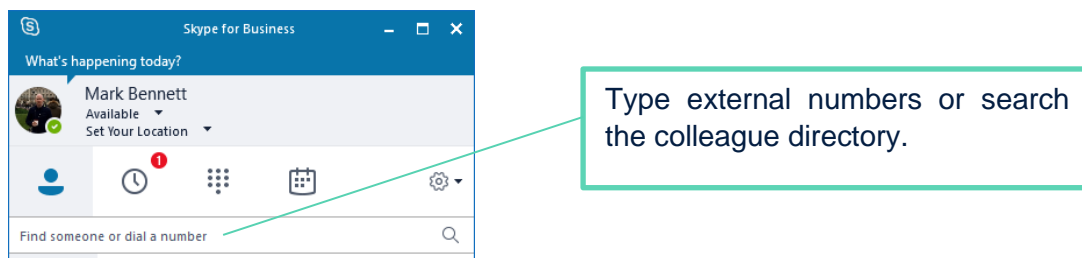 Skype for Business
What's happening today?
Mark Bennett
Available
Set Your Location
1
Find someone or dial a number
Type external numbers or search
the colleague directory.